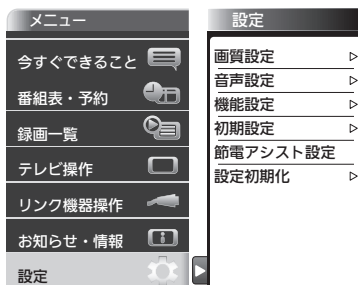 メニュー
今すぐできること
番組表・予約
録画一覧
テレビ操作
リンク機器操作
お知らせ・情報
設定
設定
画質設定
音声設定
機能設定
初期設定
節電アシスト設定
設定初期化